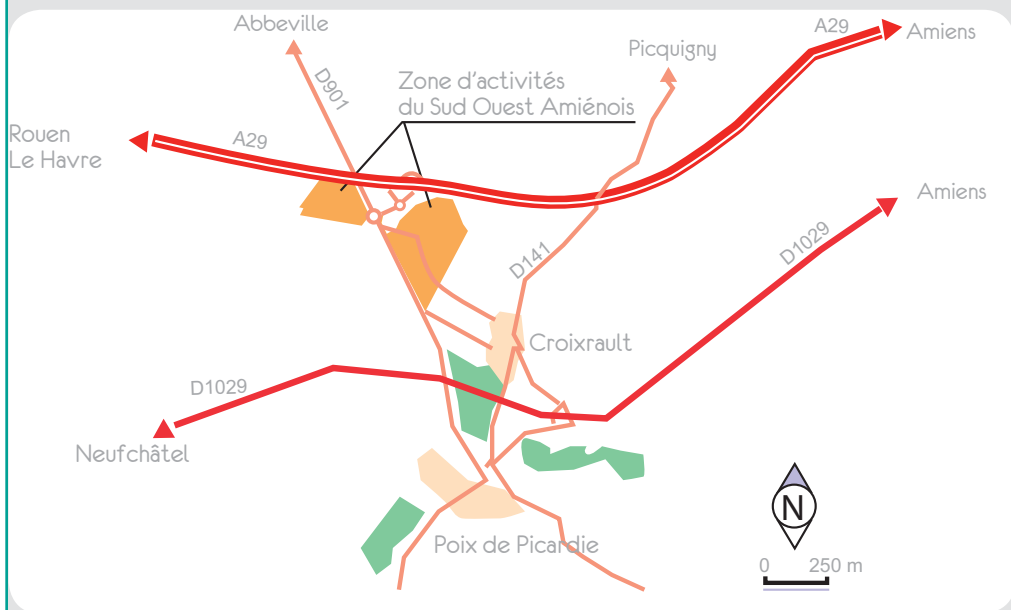 Abbeville
A29
Amiens
Picquigny
D901
Zone d'activités
du Sud Ouest Amiénois
Rouen
Le Havre
A29
Amiens
D1029
D141
Croixrault
D1029
Neufchâtel
N
Poix de Picardie
0 250 m